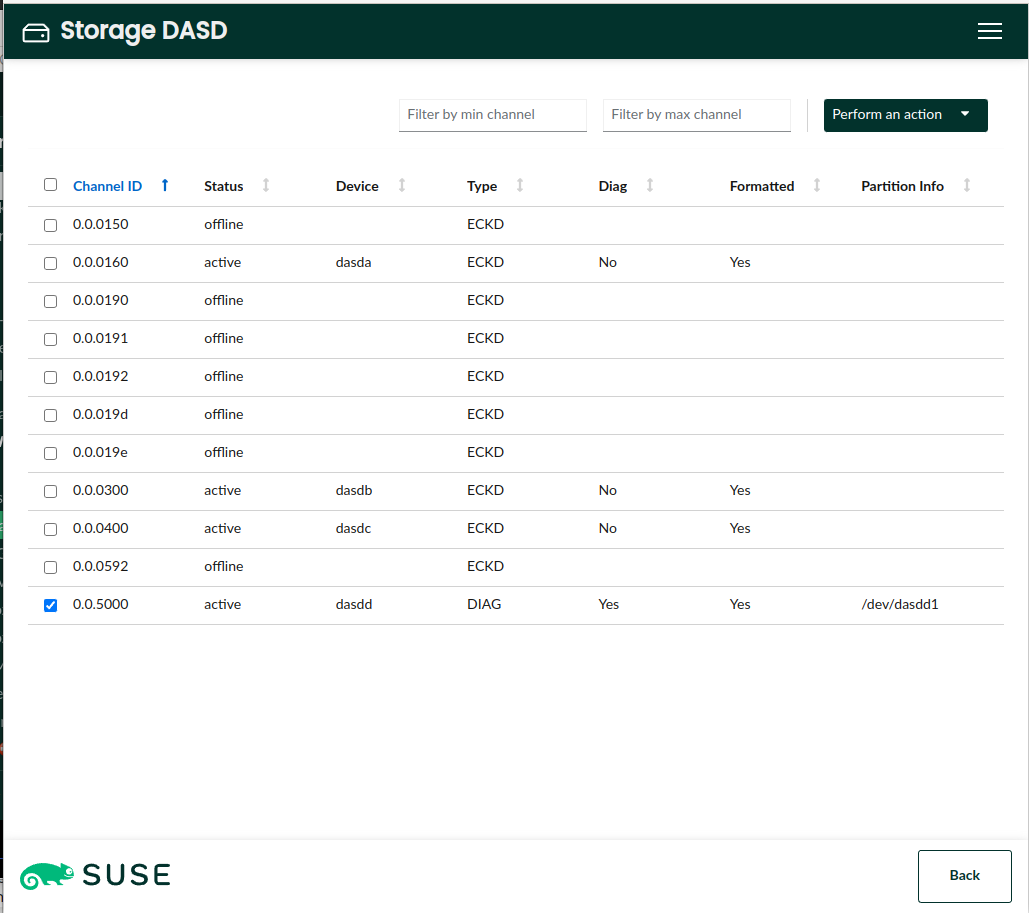 Storage DASD
Filter by min channel Filter by max channel Perform an action
Channel ID Status Device Type Diag Formatted Partition Info
0.0.0150 offline ECKD
0.0.0160 active dasda ECKD No Yes
0.0.0190 offline ECKD
0.0.0191 offline ECKD
0.0.0192 offline ECKD
0.0.019d offline ECKD
0.0.019e offline ECKD
0.0.0300 active dasdb ECKD No Yes
0.0.0400 active dasdc ECKD No Yes
0.0.0592 offline ECKD
0.0.5000 active dasdd DIAG Yes Yes /dev/dasdd1
SUSE Back